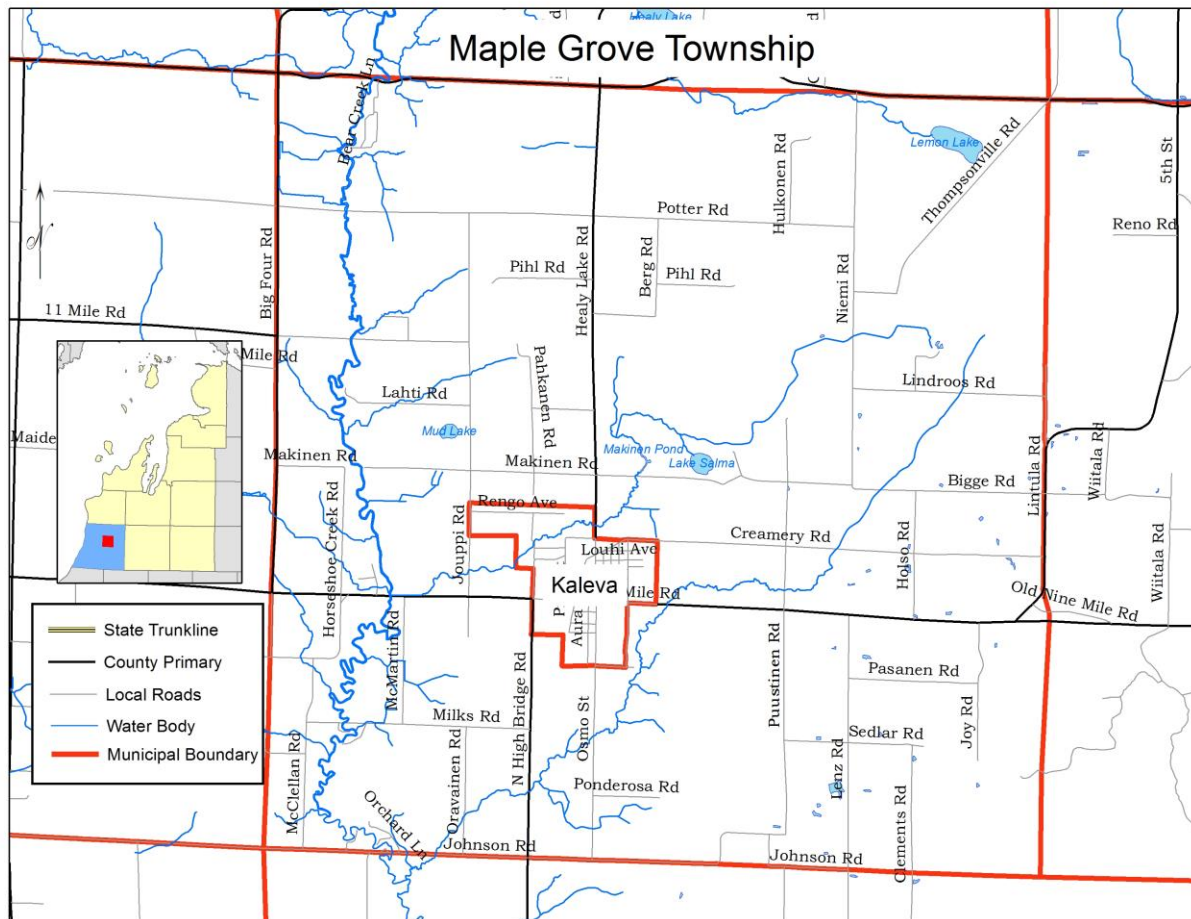 Healy Lake
Maple Grove Township
Bear Creek Ln
Lemon Lake
Thompsonville Rd
5th St
Hulkonen Rd
Potter Rd
Reno Rd
Big Four Rd
Healy Lake Rd
Berg Rd
Pihl Rd
Pihl Rd
Niemi Rd
11 Mile Rd
Mile Rd
Pahkanen Rd
Lahti Rd
Lindroos Rd
Mud Lake
Maide
Makinen Rd
Makinen Rd
Makinen Pond
Lake Salma
Bigge Rd
Lintula Rd
Wiitala Rd
Rengo Ave
Horseshoe Creek Rd
Jouppi Rd
Creamery Rd
Louhi Ave
Holso Rd
Wiitala Rd
Kaleva
Mile Rd
Old Nine Mile Rd
P
Aura
State Trunkline
County Primary
Local Roads
Water Body
Municipal Boundary
McMartin Rd
N High Bridge Rd
Osmo St
Puustinen Rd
Pasanen Rd
Joy Rd
Milks Rd
Sedlar Rd
Lenz Rd
McClellan Rd
Oravainen Rd
Ponderosa Rd
Clements Rd
Orchard Ln
Johnson Rd
Johnson Rd